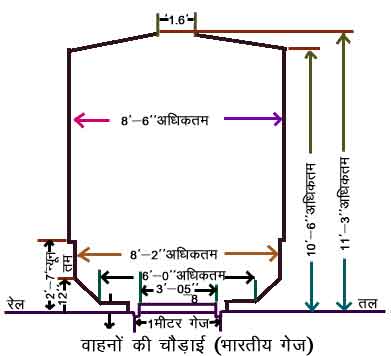 '1.6'
8'–6''अधिकतम
10'–6''अधिकतम
11'–3''अधिकतम
8'–2''अधिकतम
2'–7''न्यून
तम
12''
6'–0''अधिकतम
3'–05''
8
रेल
तल
1मीटर गेज
वाहनों की चौड़ाई (भारतीय गेज)